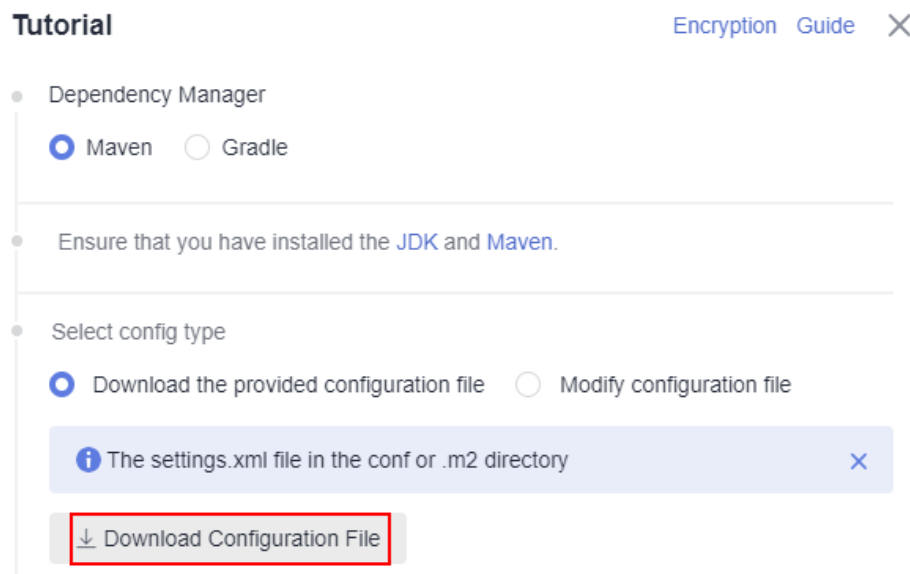 Tutorial Encryption Guide
Dependency Manager
Maven Gradle
Ensure that you have installed the JDK and Maven.
Select config type
Download the provided configuration file Modify configuration file
The settings.xml file in the conf or .m2 directory
Download Configuration File